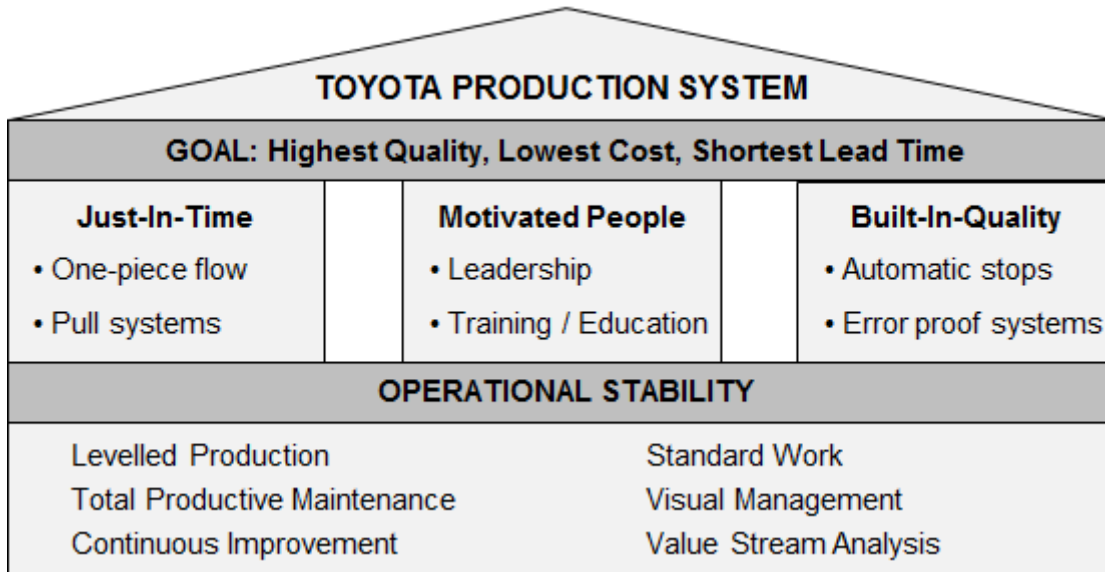 TOYOTA PRODUCTION SYSTEM
GOAL: Highest Quality, Lowest Cost, Shortest Lead Time
Just-In-Time
• One-piece flow
• Pull systems
Motivated People
• Leadership
• Training / Education
Built-In-Quality
• Automatic stops
• Error proof systems
OPERATIONAL STABILITY
Levelled Production
Total Productive Maintenance
Continuous Improvement
Standard Work
Visual Management
Value Stream Analysis